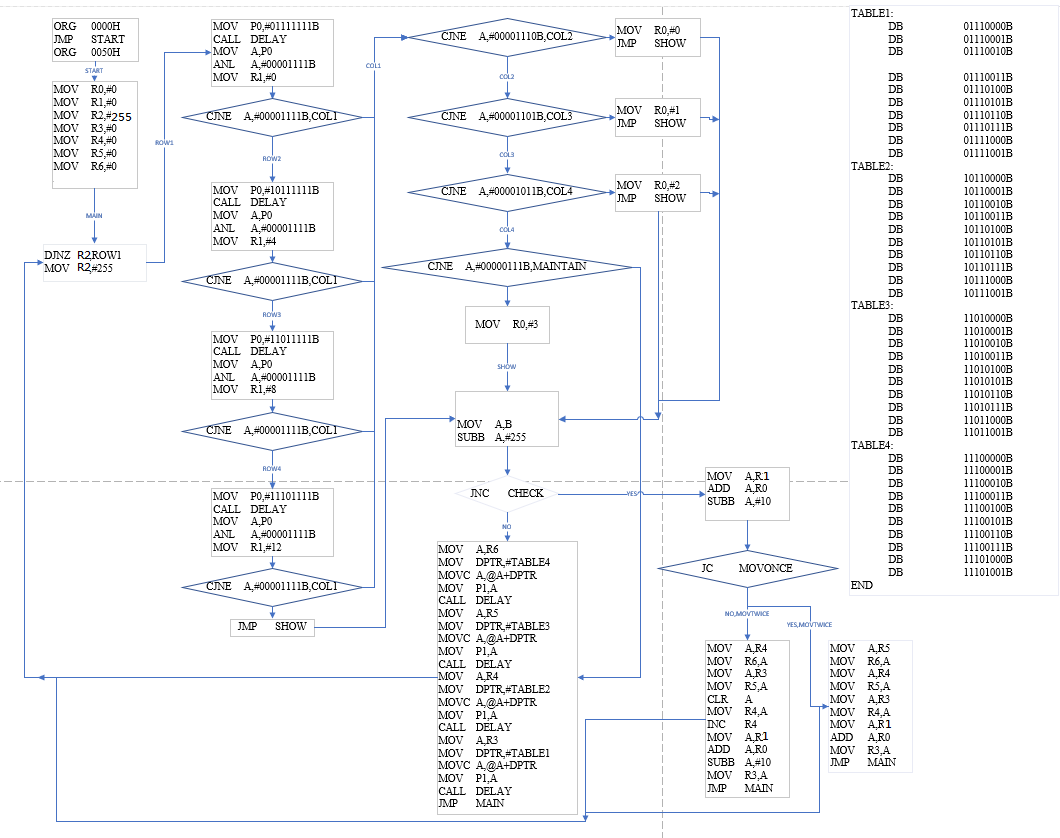 ORG 0000H
JMP START
ORG 0050H
START
MOV R0,#0
MOV R1,#0
MOV R2,#255
MOV R3,#0
MOV R4,#0
MOV R5,#0
MOV R6,#0
MAIN
DJNZ R2,ROW1
MOV R2,#255
ROW1
MOV P0,#01111111B
CALL DELAY
MOV A,P0
ANL A,#00001111B
MOV R1,#0
CJNE A,#00001111B,COL1
ROW2
MOV P0,#10111111B
CALL DELAY
MOV A,P0
ANL A,#00001111B
MOV R1,#4
CJNE A,#00001111B,COL1
ROW3
MOV P0,#11011111B
CALL DELAY
MOV A,P0
ANL A,#00001111B
MOV R1,#8
CJNE A,#00001111B,COL1
ROW4
MOV P0,#11101111B
CALL DELAY
MOV A,P0
ANL A,#00001111B
MOV R1,#12
CJNE A,#00001111B,COL1
JMP SHOW
COL1
CJNE A,#00001110B,COL2
MOV R0,#0
JMP SHOW
COL2
CJNE A,#00001101B,COL3
MOV R0,#1
JMP SHOW
COL3
CJNE A,#00001011B,COL4
MOV R0,#2
JMP SHOW
COL4
CJNE A,#00000111B,MAINTAIN
MOV R0,#3
SHOW
MOV A,B
SUBB A,#255
JNC CHECK
YES
NO
MOV A,R6
MOV DPTR,#TABLE4
MOVC A,@A+DPTR
MOV P1,A
CALL DELAY
MOV A,R5
MOV DPTR,#TABLE3
MOVC A,@A+DPTR
MOV P1,A
CALL DELAY
MOV A,R4
MOV DPTR,#TABLE2
MOVC A,@A+DPTR
MOV P1,A
CALL DELAY
MOV A,R3
MOV DPTR,#TABLE1
MOVC A,@A+DPTR
MOV P1,A
CALL DELAY
JMP MAIN
MOV A,R1
ADD A,R0
SUBB A,#10
JC MOVONCE
NO,MOVTWICE
YES,MOVTWICE
MOV A,R4
MOV R6,A
MOV A,R3
MOV R5,A
CLR A
MOV R4,A
INC R4
MOV A,R1
ADD A,R0
SUBB A,#10
MOV R3,A
JMP MAIN
MOV A,R5
MOV R6,A
MOV A,R4
MOV R5,A
MOV A,R3
MOV R4,A
MOV A,R1
ADD A,R0
MOV R3,A
JMP MAIN
TABLE1:
DB 01110000B
DB 01110001B
DB 01110010B
DB 01110011B
DB 01110100B
DB 01110101B
DB 01110110B
DB 01110111B
DB 01111000B
DB 01111001B
TABLE2:
DB 10110000B
DB 10110001B
DB 10110010B
DB 10110011B
DB 10110100B
DB 10110101B
DB 10110110B
DB 10110111B
DB 10111000B
DB 10111001B
TABLE3:
DB 11010000B
DB 11010001B
DB 11010010B
DB 11010011B
DB 11010100B
DB 11010101B
DB 11010110B
DB 11010111B
DB 11011000B
DB 11011001B
TABLE4:
DB 11100000B
DB 11100001B
DB 11100010B
DB 11100011B
DB 11100100B
DB 11100101B
DB 11100110B
DB 11100111B
DB 11101000B
DB 11101001B
END